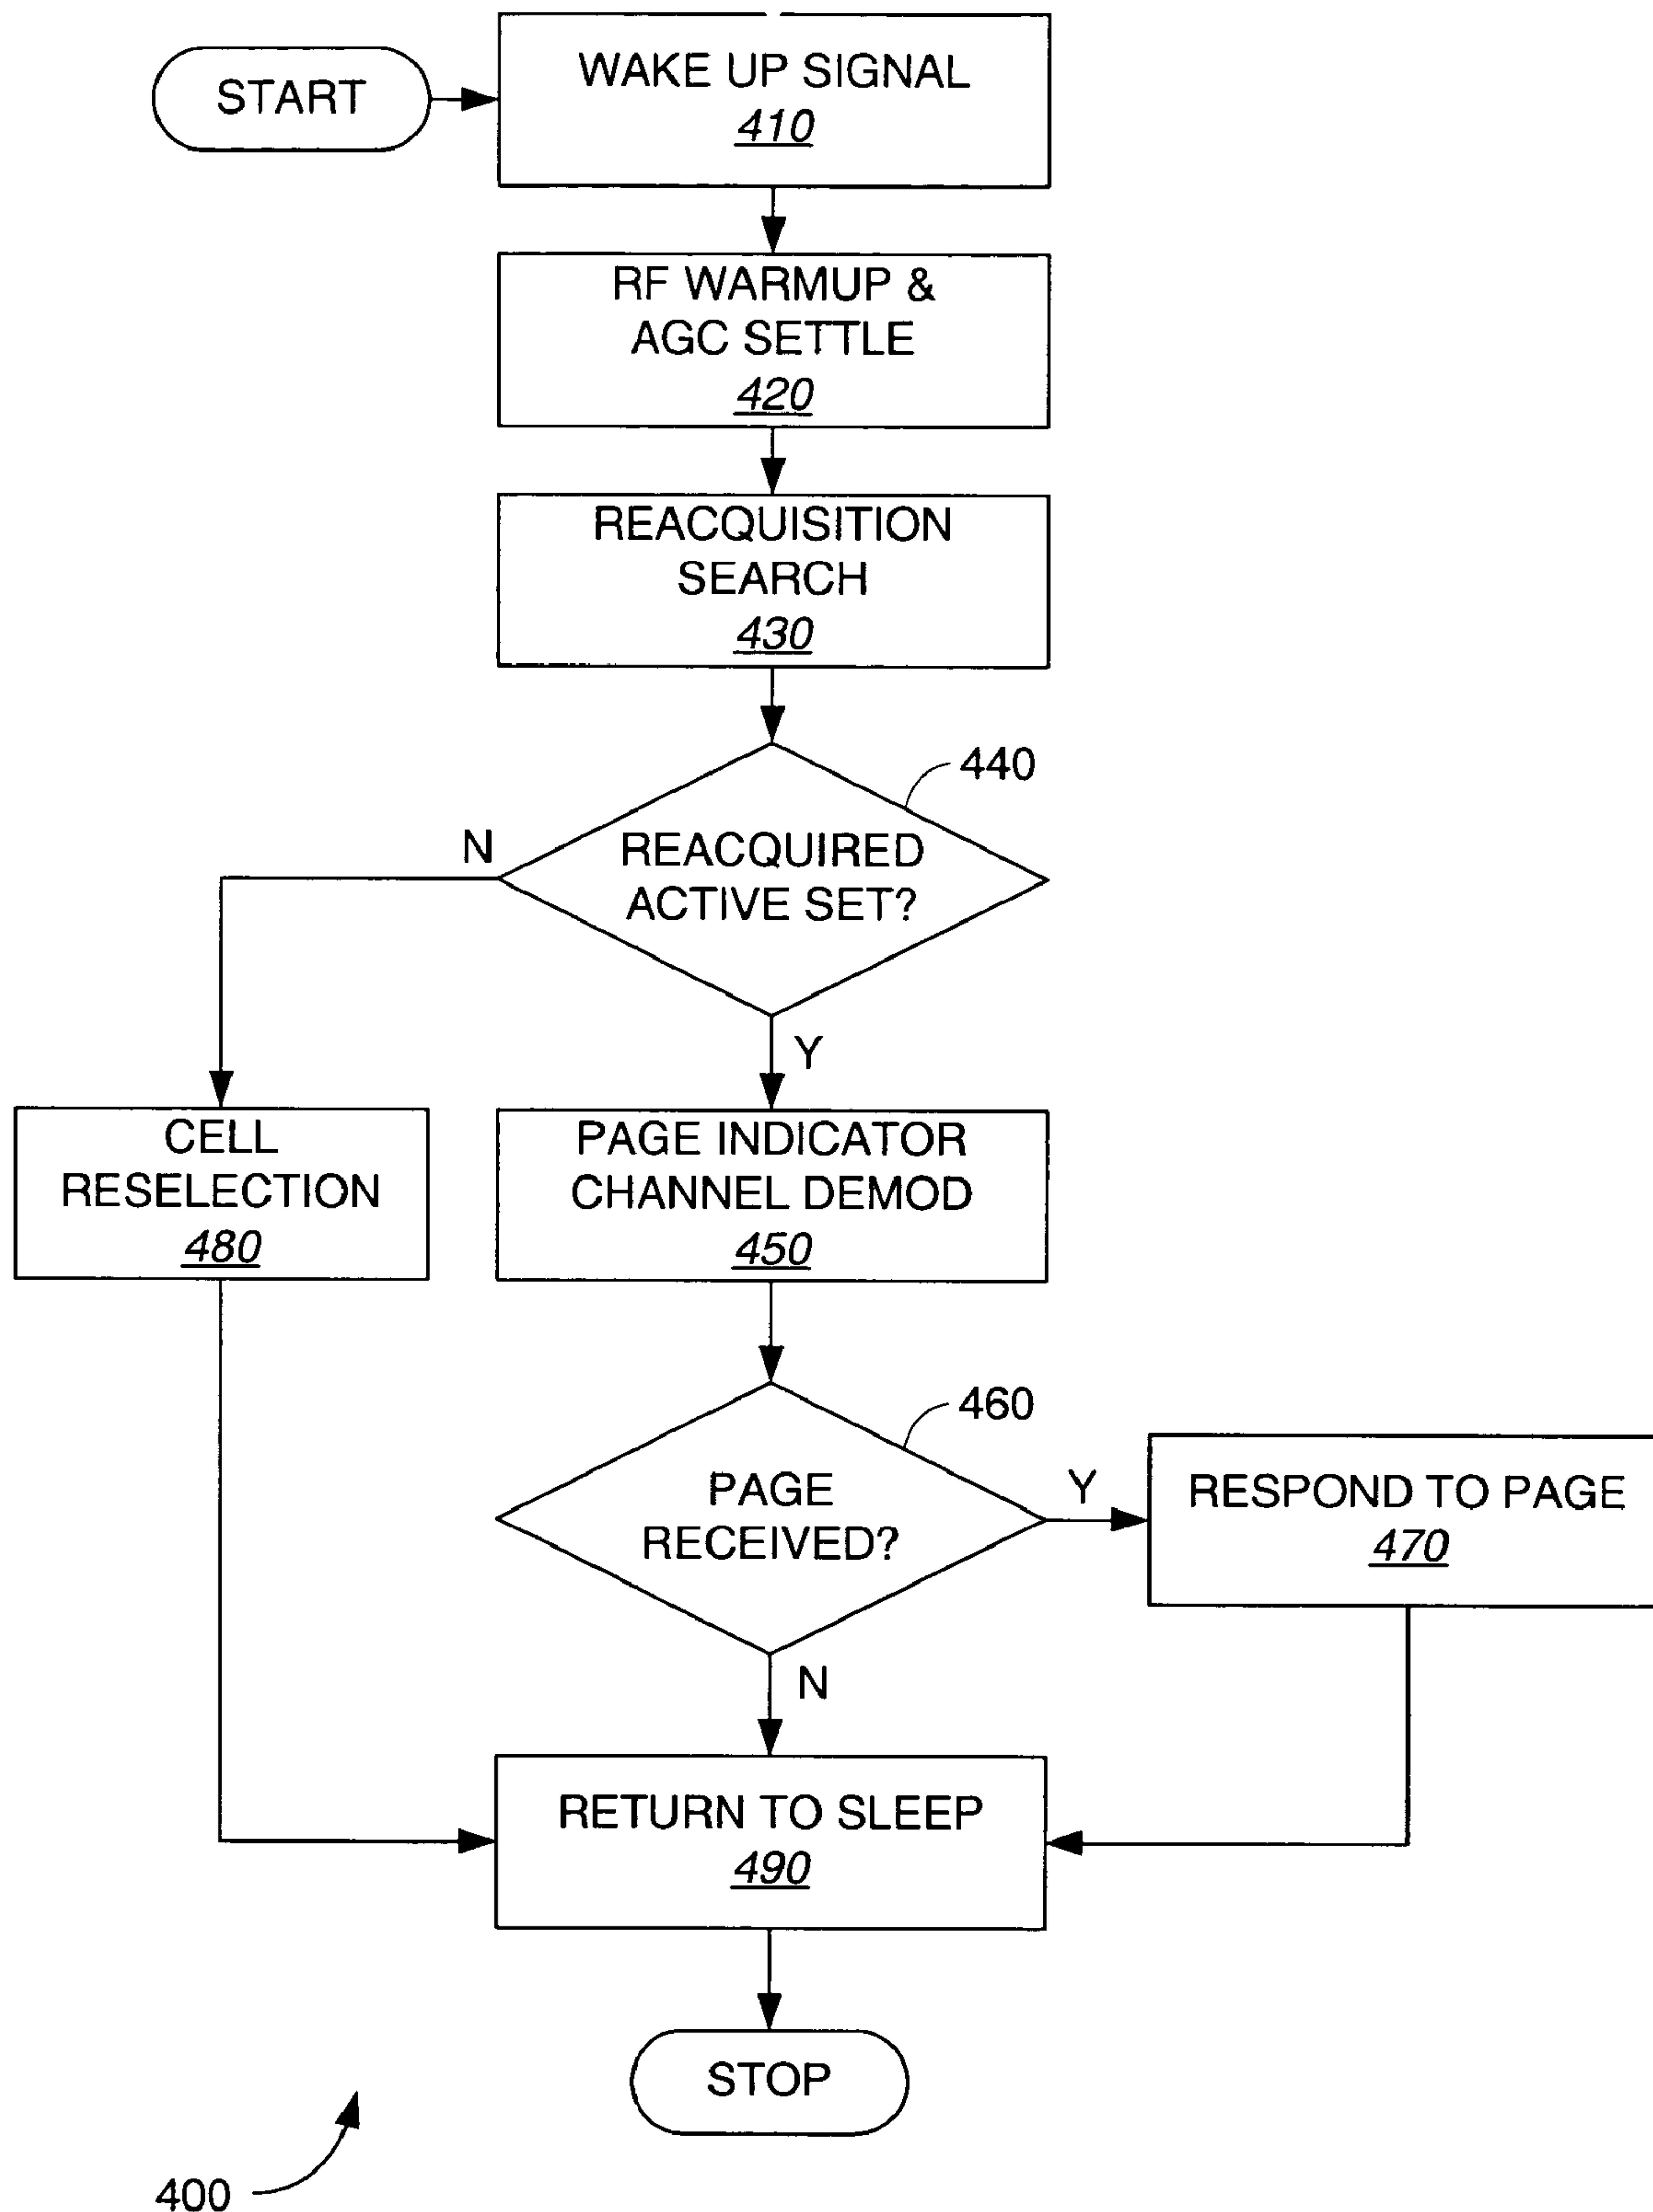 START
WAKE UP SIGNAL
410
RF WARMUP &
AGC SETTLE
420
REACQUISITION
SEARCH
430
440
N
REACQUIRED
ACTIVE SET?
Y
CELL
RESELECTION
480
PAGE INDICATOR
CHANNEL DEMOD
450
460
PAGE
RECEIVED?
Y
RESPOND TO PAGE
470
N
RETURN TO SLEEP
490
STOP
400